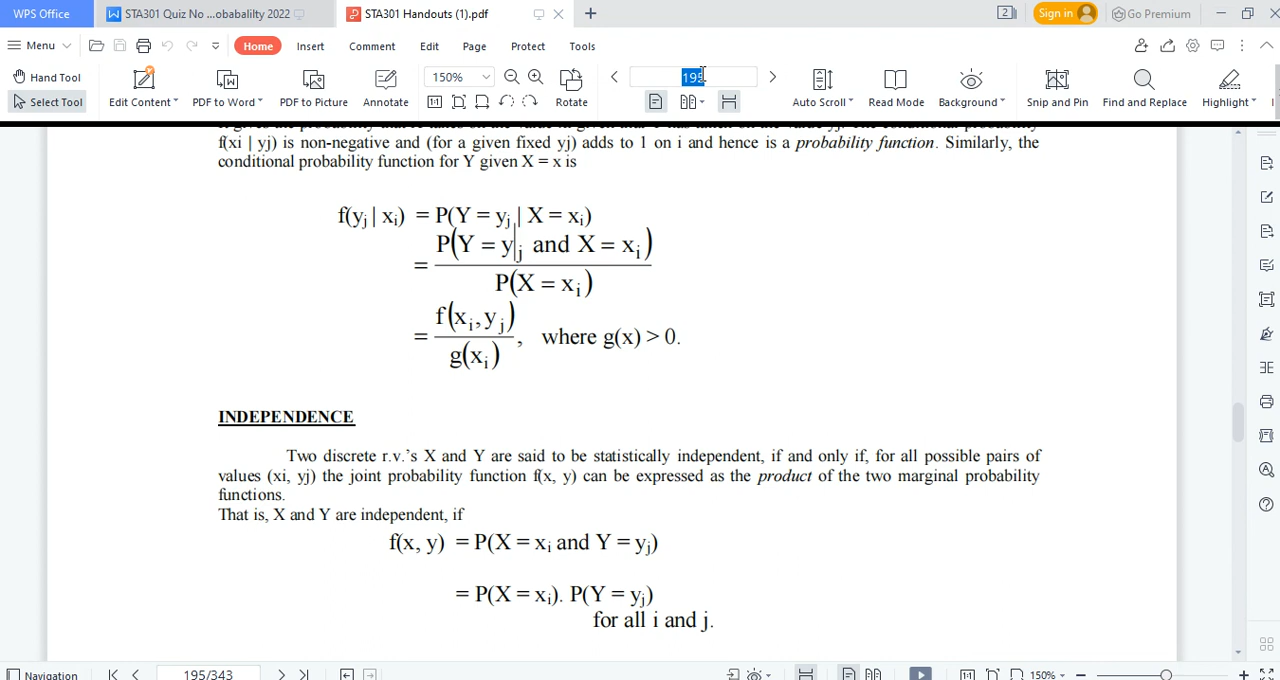 WPS Office
STA301 Quiz No ...obabalilty 2022
STA301 Handouts (1).pdf
2
Sign in
Go Premium
Menu
Home
Insert
Comment
Edit
Page
Protect
Tools
Hand Tool
Select Tool
Edit Content
PDF to Word
PDF to Picture
Annotate
150%
Rotate
195
Auto Scroll
Read Mode
Background
Snip and Pin
Find and Replace
Highlight
f(xi | yj) is non-negative and (for a given fixed yj) adds to 1 on i and hence is a probability function. Similarly, the
conditional probability function for Y given X = x is
f(yj | xi) = P(Y = yj | X = xi)
= P(Y = yj and X = xi)
P(X = xi)
= f(xi, yj)
g(xi) , where g(x) > 0.
INDEPENDENCE
Two discrete r.v.'s X and Y are said to be statistically independent, if and only if, for all possible pairs of
values (xi, yj) the joint probability function f(x, y) can be expressed as the product of the two marginal probability
functions.
That is, X and Y are independent, if
f(x, y) = P(X = xi and Y = yj)
= P(X = xi). P(Y = yj)
for all i and j.
Navigation
195/343
150%